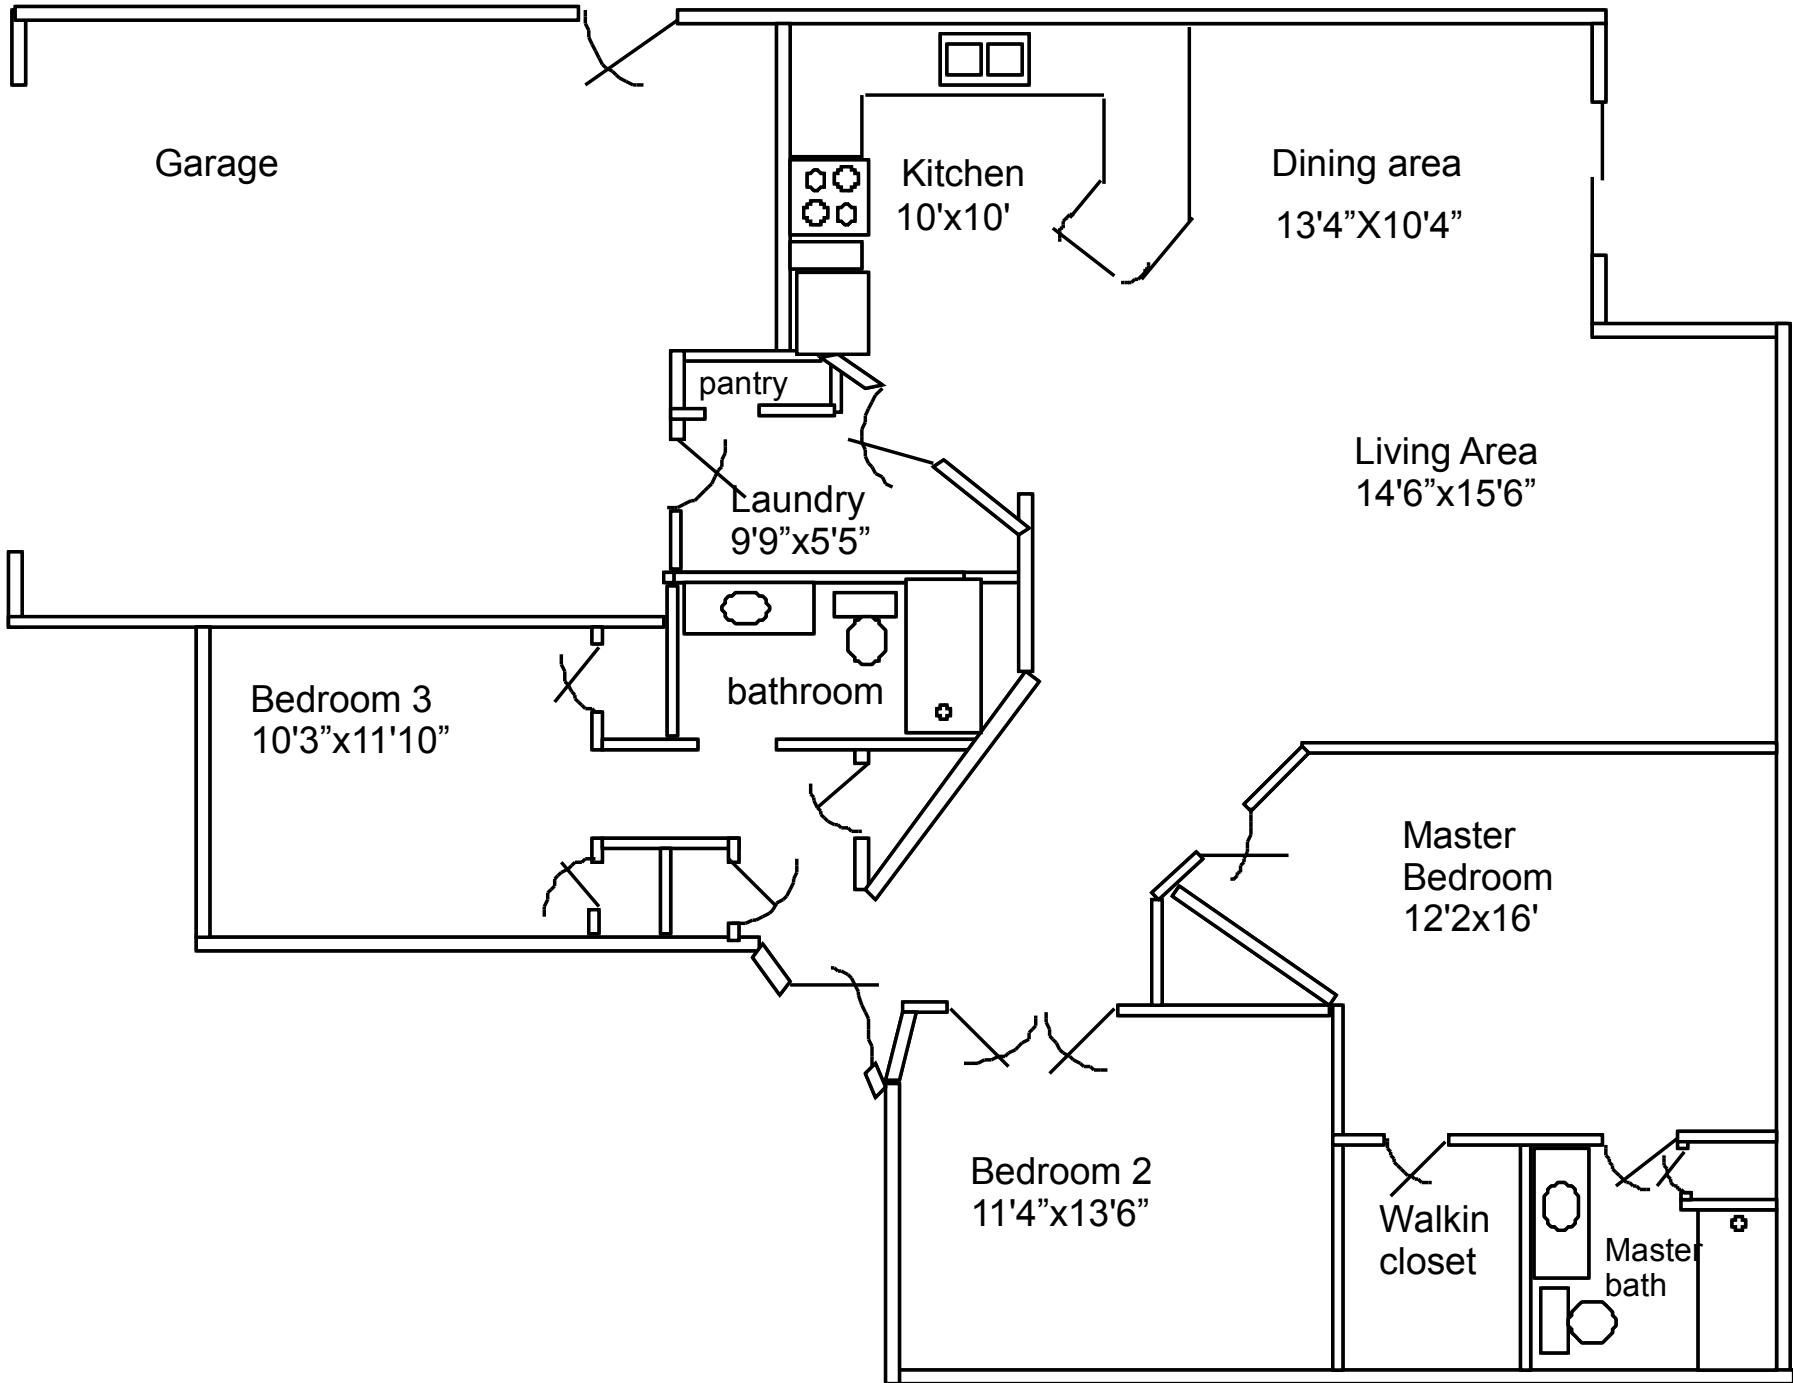 Garage
Kitchen
10'x10'
Dining area
13'4”X10'4”
pantry
Living Area
14'6”x15'6”
Laundry
9'9”x5'5”
Bedroom 3
10'3”x11'10”
bathroom
Master
Bedroom
12'2x16'
Bedroom 2
11'4”x13'6”
Walkin
closet
Master
bath